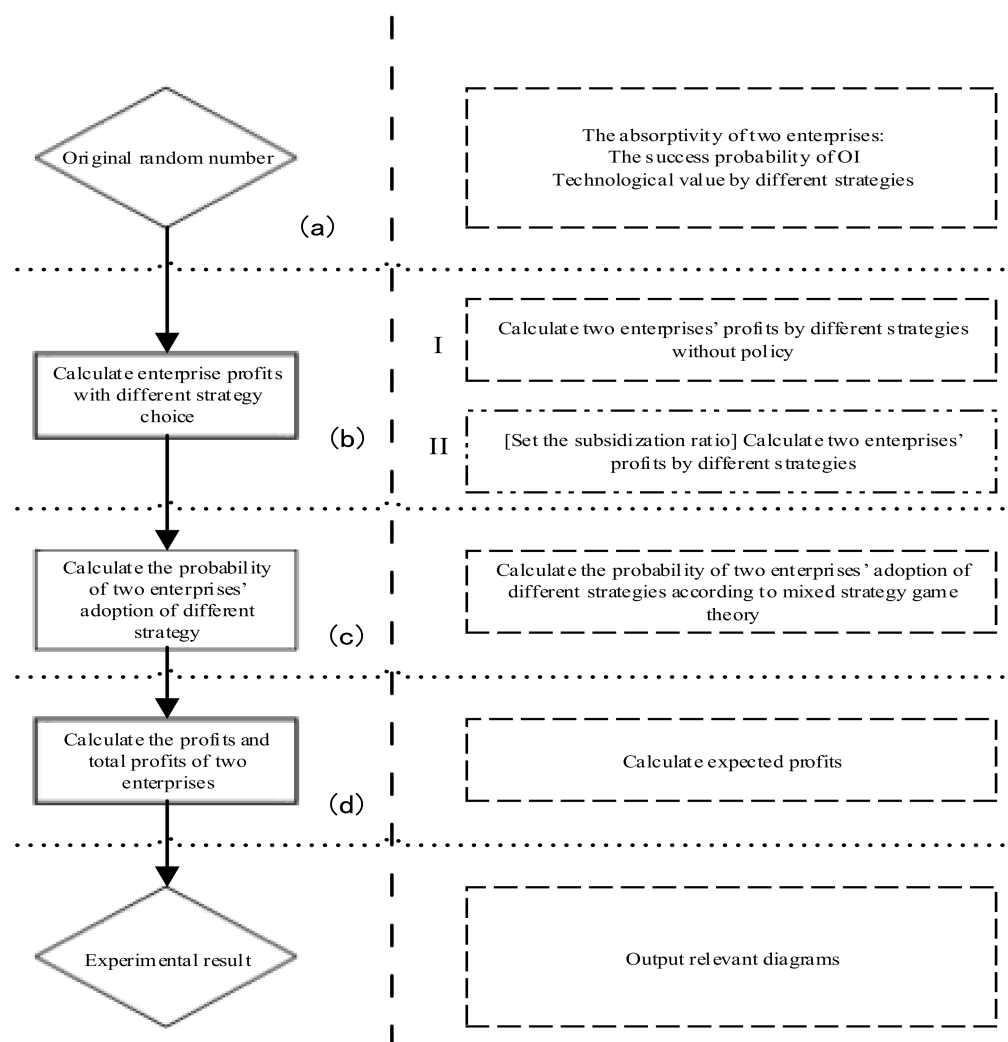 Original random number
(a)
The absorptivity of two enterprises:
The success probability of OI
Technological value by different strategies
Calculate enterprise profits
with different strategy
choice
(b)
I
Calculate two enterprises' profits by different strategies
without policy
II
[Set the subsidization ratio] Calculate two enterprises'
profits by different strategies
Calculate the probability
of two enterprises'
adoption of different
strategy
(c)
Calculate the probability of two enterprises' adoption of
different strategies according to mixed strategy game
theory
Calculate the profits and
total profits of two
enterprises
(d)
Calculate expected profits
Experimental result
Output relevant diagrams